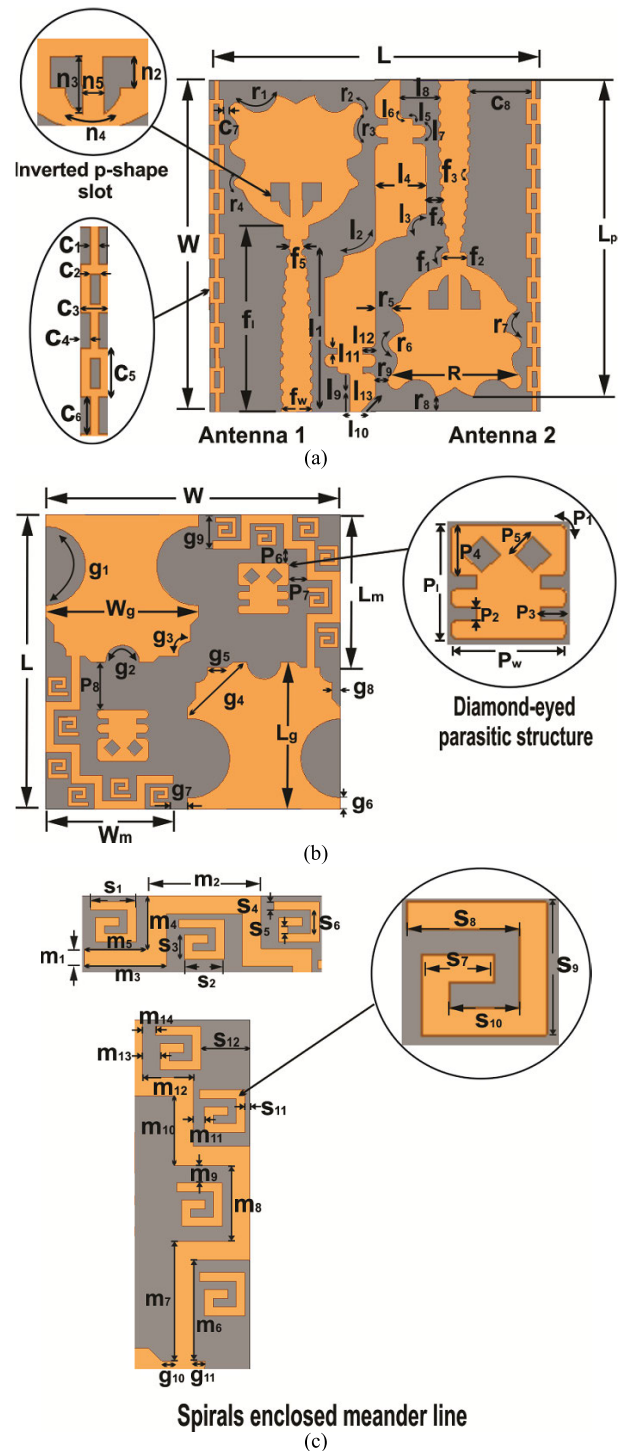 L
n3
n5
n2
n4
Inverted p-shape
slot
C1
C2
C3
C4
C5
C6
W
r1
r2
r3
C7
r4
l8
l6
l5
l7
C8
l4
f3
f4
l3
l2
f5
f1
f2
Lp
fl
l1
r5
r7
l12
r6
l11
R
r9
l9
l13
fw
r8
l10
Antenna 1
Antenna 2
(a)
W
g9
g1
P6
P7
Lm
Wg
g3
g2
g5
P8
g4
g8
L
Lg
g7
g6
Wm
P1
P5
P4
Pl
P2
P3
Pw
Diamond-eyed
parasitic structure
(b)
s1
m2
s4
m4
s5
s6
m1
m5
s3
m3
s2
s8
s7
s9
s10
m14
s12
m13
m12
s11
m10
m11
m9
m8
m7
m6
g10
g11
Spirals enclosed meander line
(c)